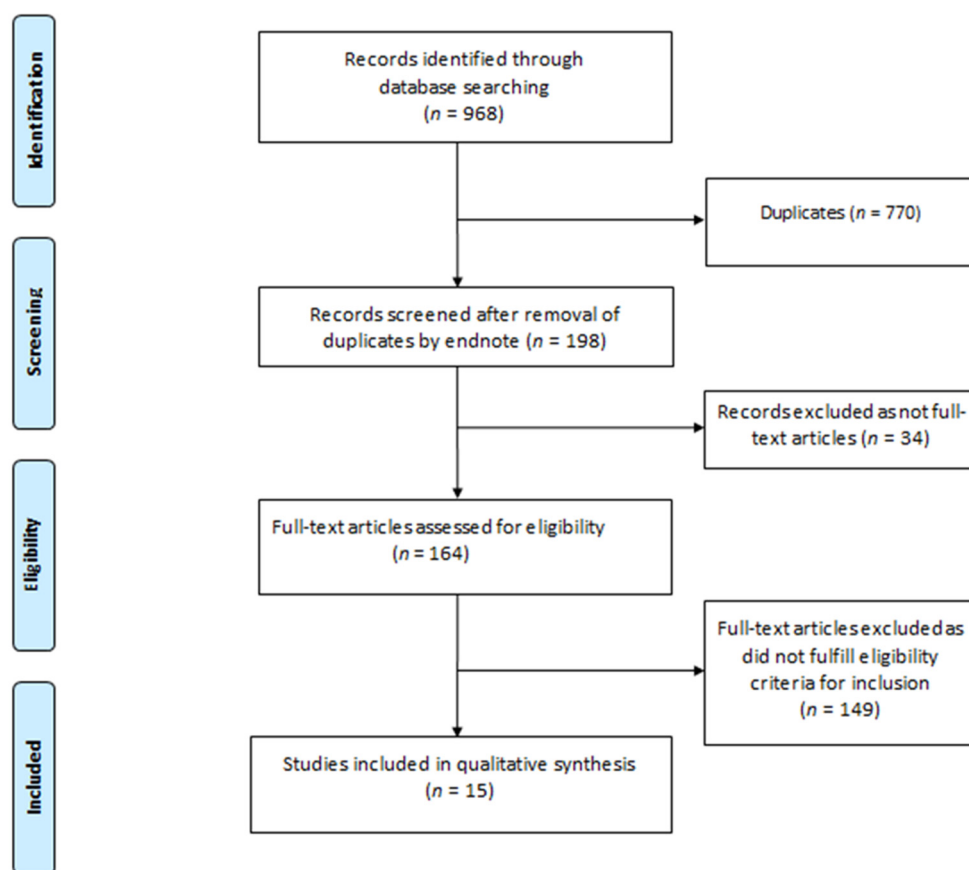 Identification
Records identified through
database searching
(n = 968)
Duplicates (n = 770)
Screening
Records screened after removal of
duplicates by endnote (n = 198)
Records excluded as not full-
text articles (n = 34)
Eligibility
Full-text articles assessed for eligibility
(n = 164)
Full-text articles excluded as
did not fulfill eligibility
criteria for inclusion
(n = 149)
Included
Studies included in qualitative synthesis
(n = 15)